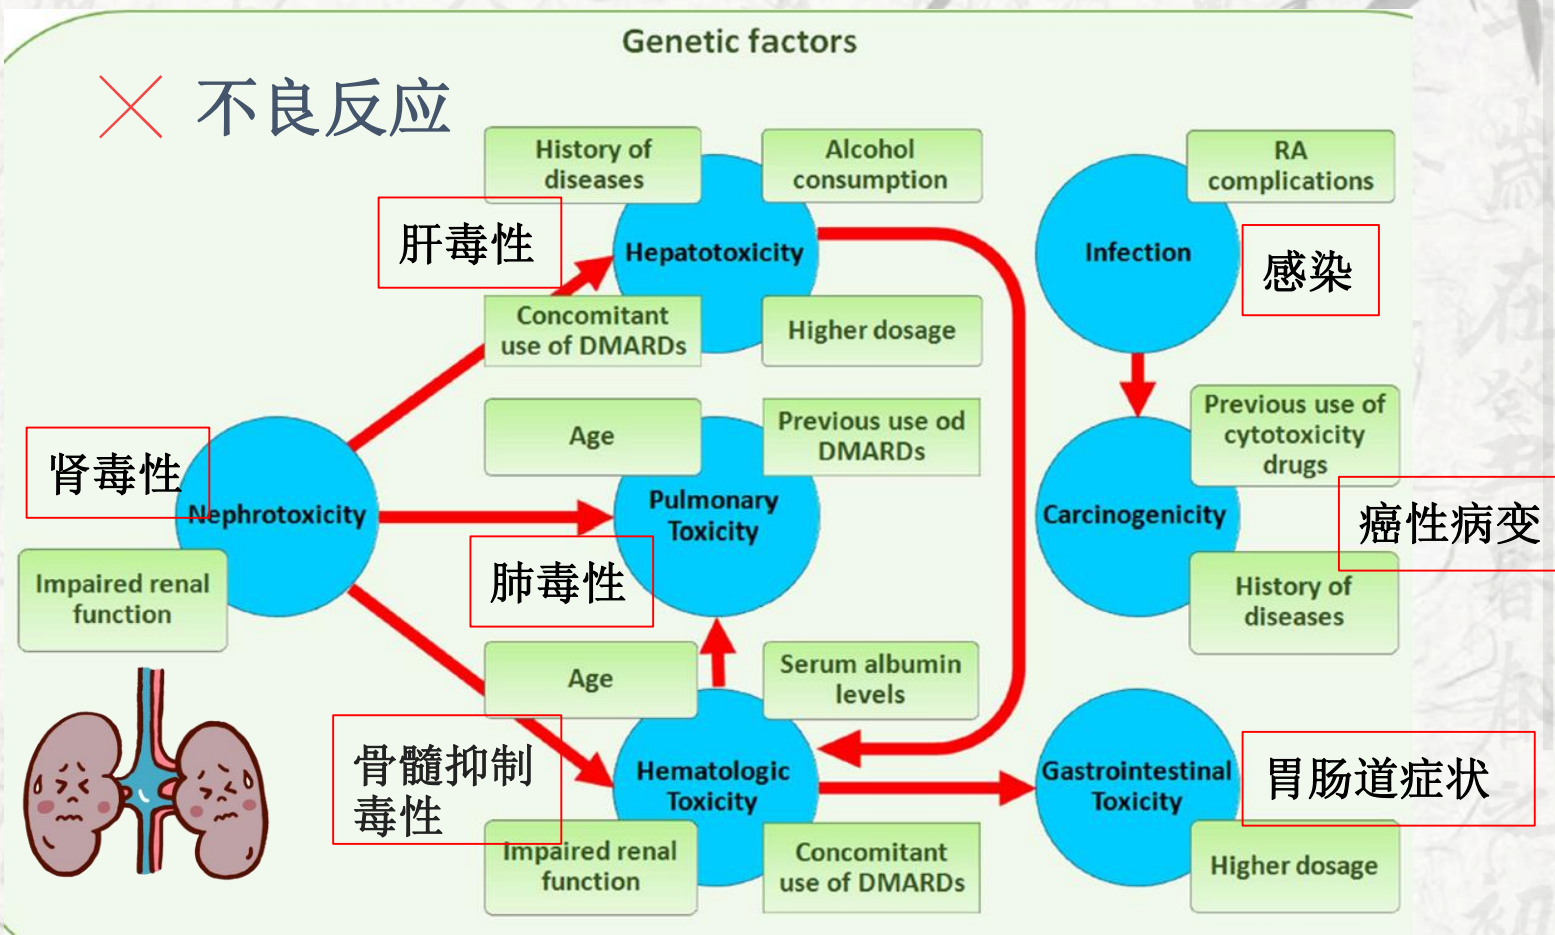 Genetic factors
不良反应
History of
diseases
Alcohol
consumption
RA
complications
肝毒性
Hepatotoxicity
Infection
感染
Concomitant
use of DMARDs
Higher dosage
Age
Previous use od
DMARDs
Previous use of
cytotoxicity
drugs
肾毒性
Nephrotoxicity
Pulmonary
Toxicity
Carcinogenicity
癌性病变
Impaired renal
function
肺毒性
History of
diseases
Age
Serum albumin
levels
骨髓抑制
毒性
Hematologic
Toxicity
Gastrointestinal
Toxicity
胃肠道症状
Impaired renal
function
Concomitant
use of DMARDs
Higher dosage